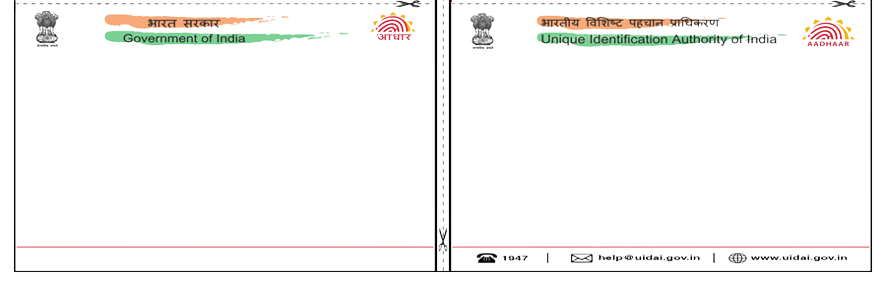 भारत सरकार
Government of India
आधार
भारतीय विशिष्ट पहचान प्राधिकरण
Unique Identification Authority of India
AADHAAR
1947 | help@uidai.gov.in | www.uidai.gov.in